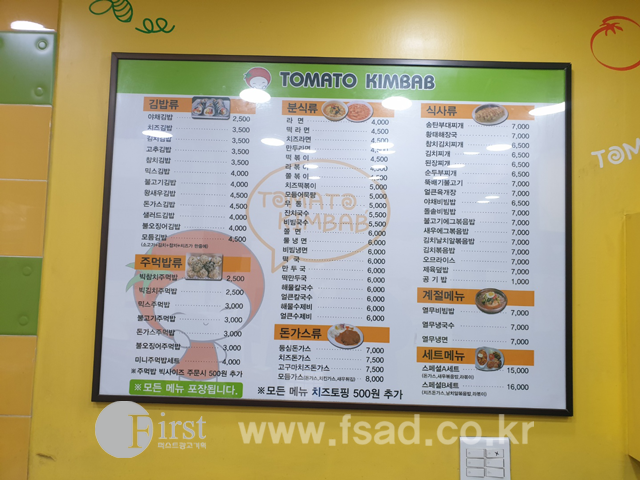 TOMATO KIMBAB
김밥류
야채김밥 2,500
치즈김밥 3,500
김치김밥 3,500
고추김밥 3,500
참치김밥 3,500
믹스김밥 4,000
불고기김밥 4,000
왕새우김밥 4,500
돈가스김밥 4,500
샐러드김밥 4,000
불오징어김밥 4,000
모듬김밥 4,500
주먹밥류
빅참치주먹밥 2,500
빅김치주먹밥 2,500
믹스주먹밥 3,000
불고기주먹밥 3,000
돈가스주먹밥 3,000
불오징어주먹밥 3,000
미니주먹밥세트 4,000
※주먹밥 빅사이즈 주문시 500원 추가
※모든 메뉴 포장됩니다.
분식류
라면 4,000
떡라면 4,500
치즈라면 4,500
만두라면 4,500
떡볶이
라볶이
쫄볶이
치즈떡볶이 5,000
모듬어묵탕
우동
잔치국수 5,500
비빔국수 5,500
쫄면
물냉면
비빔냉면 6,000
떡국 6,000
만두국 6,000
떡만두국 6,000
해물칼국수 6,000
얼큰칼국수 6,000
해물수제비 6,000
얼큰수제비 6,000
돈가스류
등심돈가스 7,000
치즈돈가스 7,500
고구마치즈돈가스 7,500
모듬가스 8,000
※모든 메뉴 치즈토핑 500원 추가
식사류
송탄부대찌개 7,000
황태해장국 7,000
참치김치찌개 6,500
김치찌개 6,500
된장찌개 6,500
순두부찌개 6,500
뚝배기불고기 7,000
얼큰육개장 7,000
야채비빔밥 6,500
돌솥비빔밥 7,000
불고기에그볶음밥 7,000
새우에그볶음밥 7,000
김치날치알볶음밥 7,000
김치볶음밥 6,500
오므라이스 7,000
제육덮밥 7,000
공기밥 1,000
계절메뉴
열무비빔밥 7,000
열무냉국수 7,000
열무냉면 7,000
세트메뉴
스페셜A세트 15,000
스페셜B세트 16,000
TOMATO
KIMBAB
TOMA
First
www.fsad.co.kr